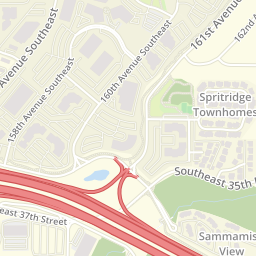 161st Avenue
162nd A
Avenue Southeast
160th Avenue Southeast
158th Avenue Southeast
Spritridge
Townhomes
Southeast 35th
east 37th Street
Sammamis
View